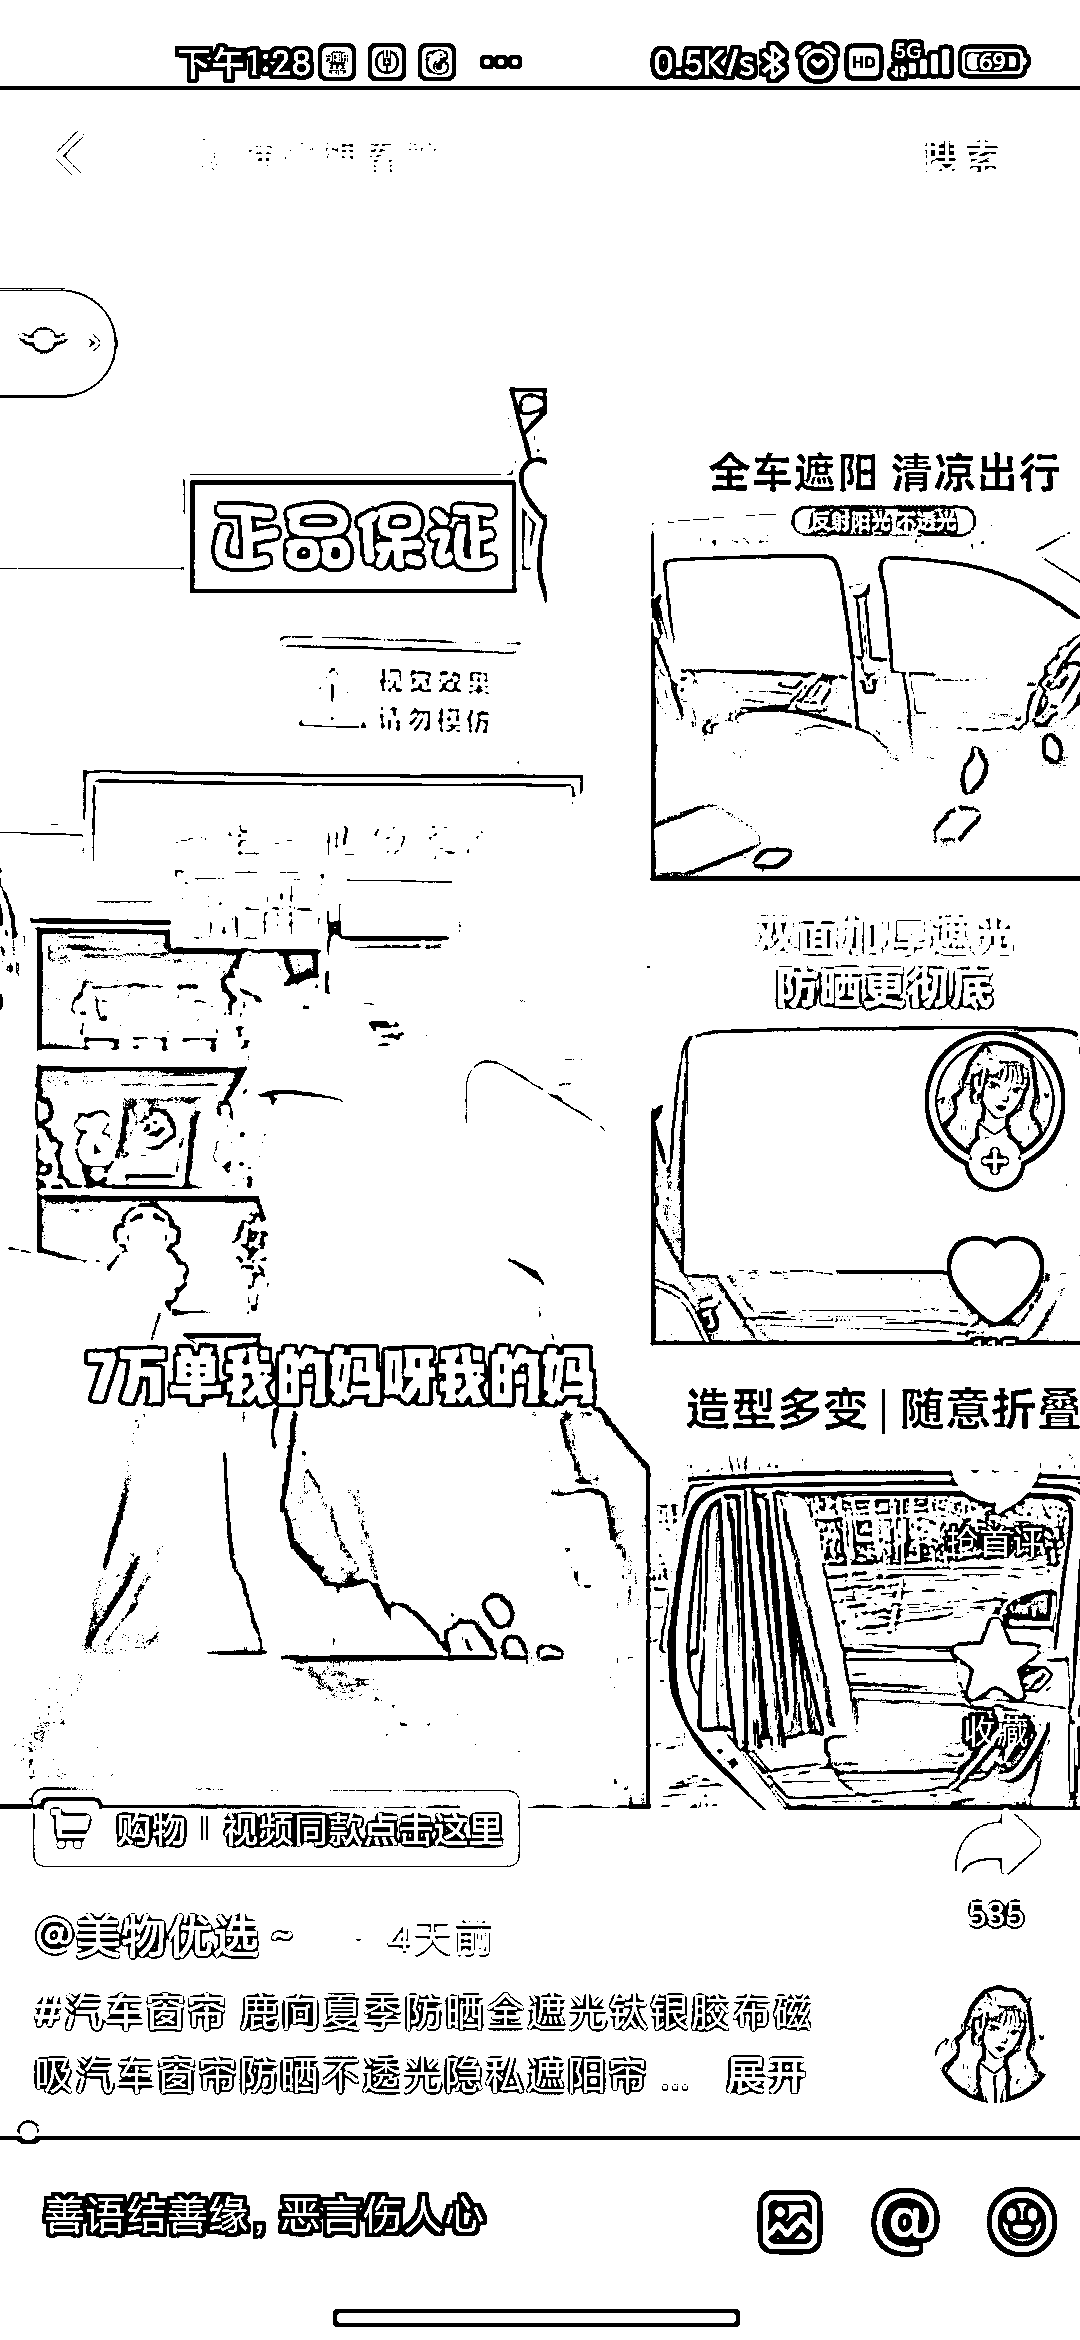 下午1:28 0.5K/s HD 5G 69
搜索
全车遮阳 清凉出行
反射阳光不透光
正品保证
视觉效果
请勿模仿
双面加厚遮光
防晒更彻底
7万单我的妈呀我的妈
造型多变 | 随意折叠
抢首评
收藏
购物 || 视频同款点击这里
535
@美物优选~ · 4天前
#汽车窗帘 鹿向夏季防晒全遮光钛银胶布磁
吸汽车窗帘防晒不透光隐私遮阳帘 ... 展开
善语结善缘，恶言伤人心